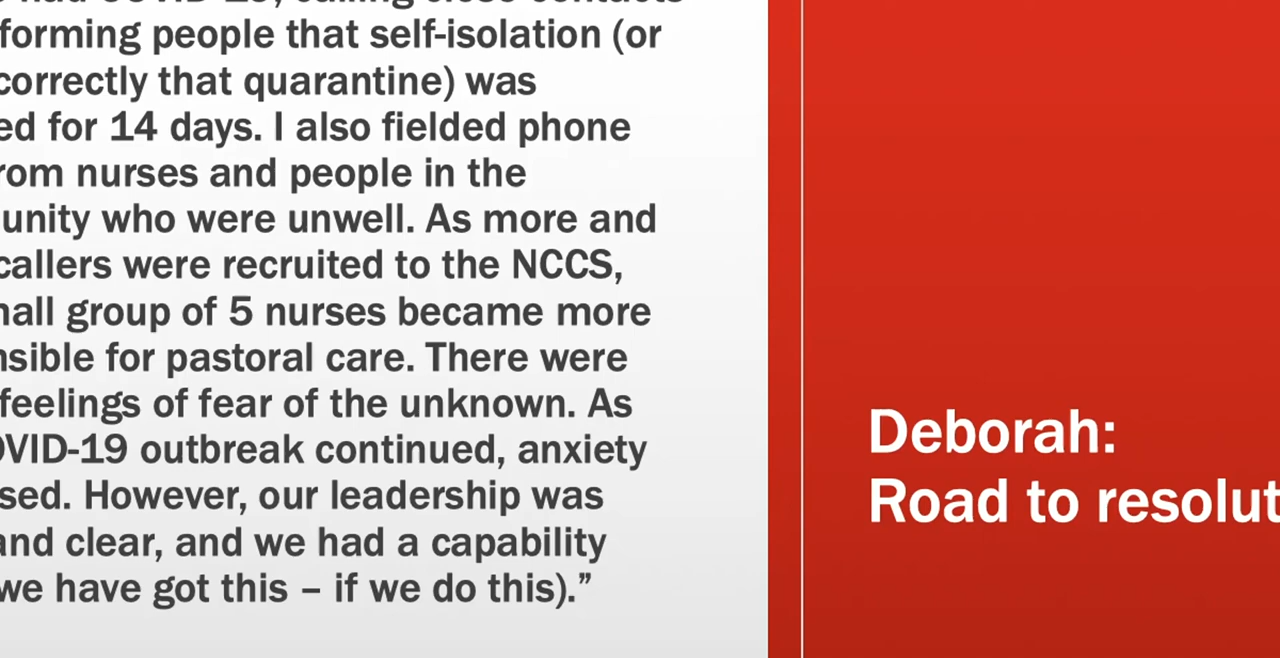 forming people that self-isolation (or
correctly that quarantine) was
ed for 14 days. I also fielded phone
rom nurses and people in the
unity who were unwell. As more and
callers were recruited to the NCCS,
nall group of 5 nurses became more
nsible for pastoral care. There were
feelings of fear of the unknown. As
OVID-19 outbreak continued, anxiety
sed. However, our leadership was
and clear, and we had a capability
we have got this – if we do this).”
Deborah:
Road to resolut